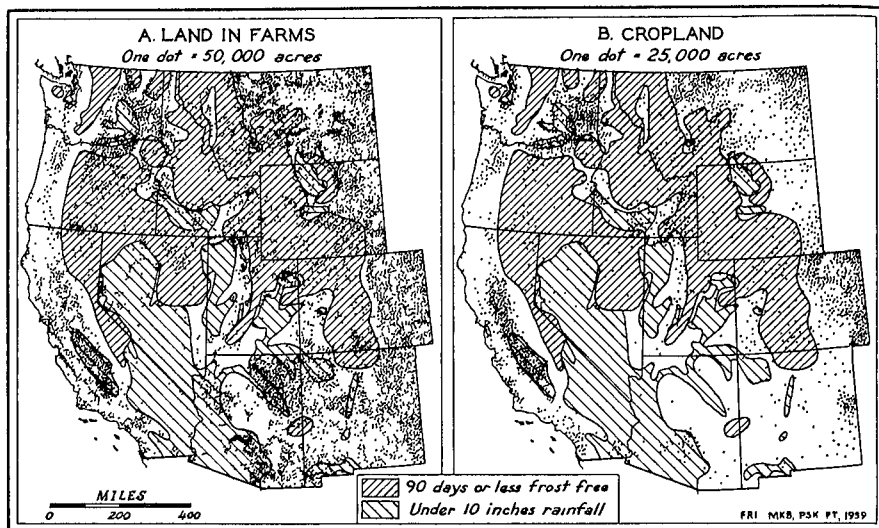 A. LAND IN FARMS
One dot = 50,000 acres
B. CROPLAND
One dot = 25,000 acres
MILES
0 200 400
90 days or less frost free
Under 10 inches rainfall
FRI MKB, PSK PT, 1959